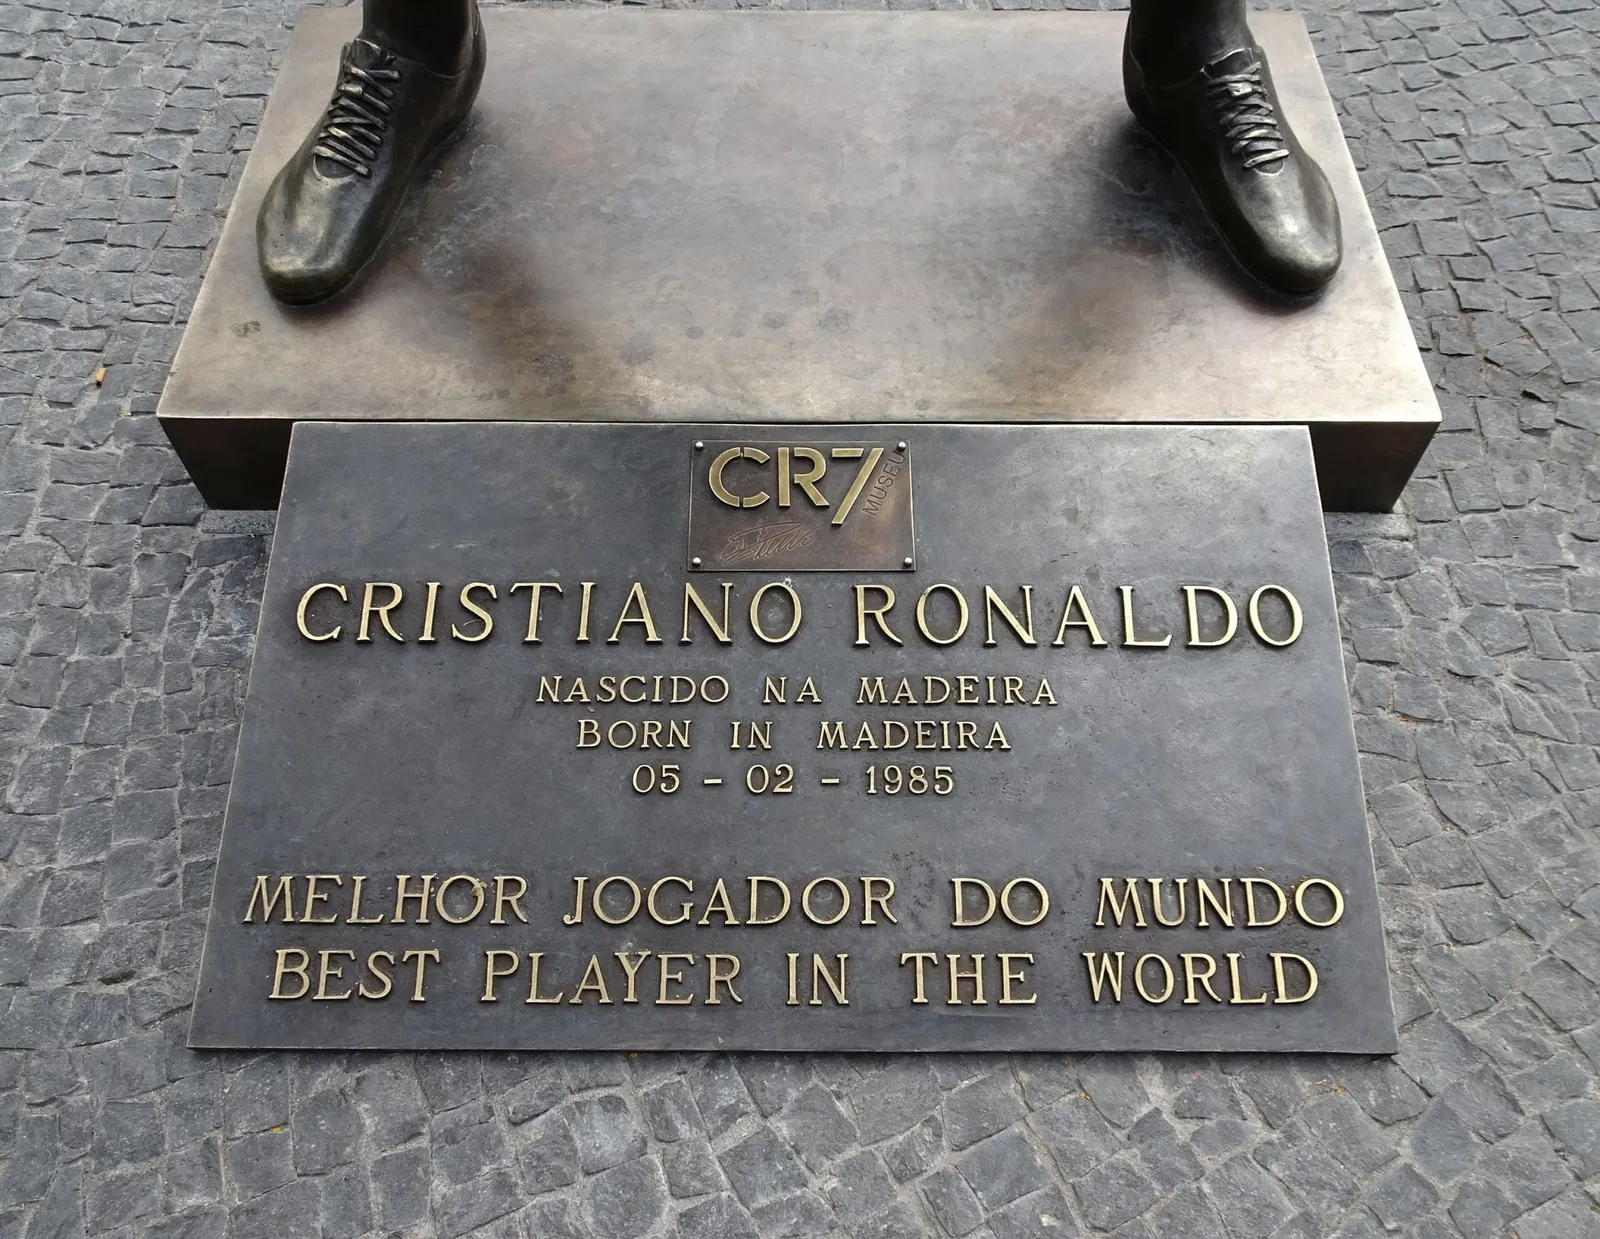 CR7
MUSEU
CRISTIANO RONALDO
NASCIDO NA MADEIRA
BORN IN MADEIRA
05 - 02 - 1985
MELHOR JOGADOR DO MUNDO
BEST PLAYER IN THE WORLD